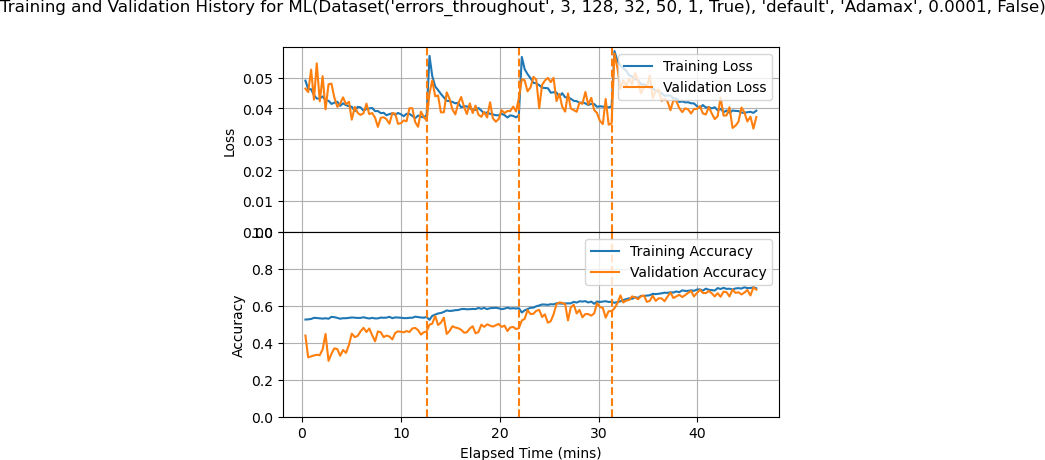 Training and Validation History for ML(Dataset('errors_throughout', 3, 128, 32, 50, 1, True), 'default', 'Adamax', 0.0001, False)
Training Loss
Validation Loss
0.05
0.04
0.03
0.02
0.01
0.00
Loss
Training Accuracy
Validation Accuracy
1.0
0.8
0.6
0.4
0.2
0.0
Accuracy
0 10 20 30 40
Elapsed Time (mins)